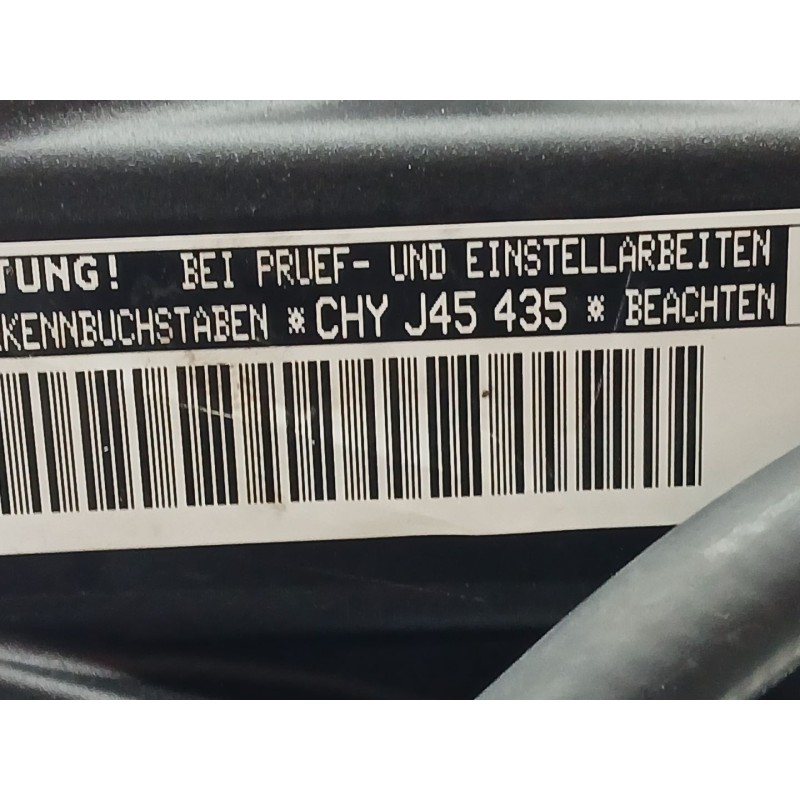 TUNG! BEI PRUEF- UND EINSTELLARBEITEN
KENNBUCHSTABEN * CHY J45 435 * BEACHTEN